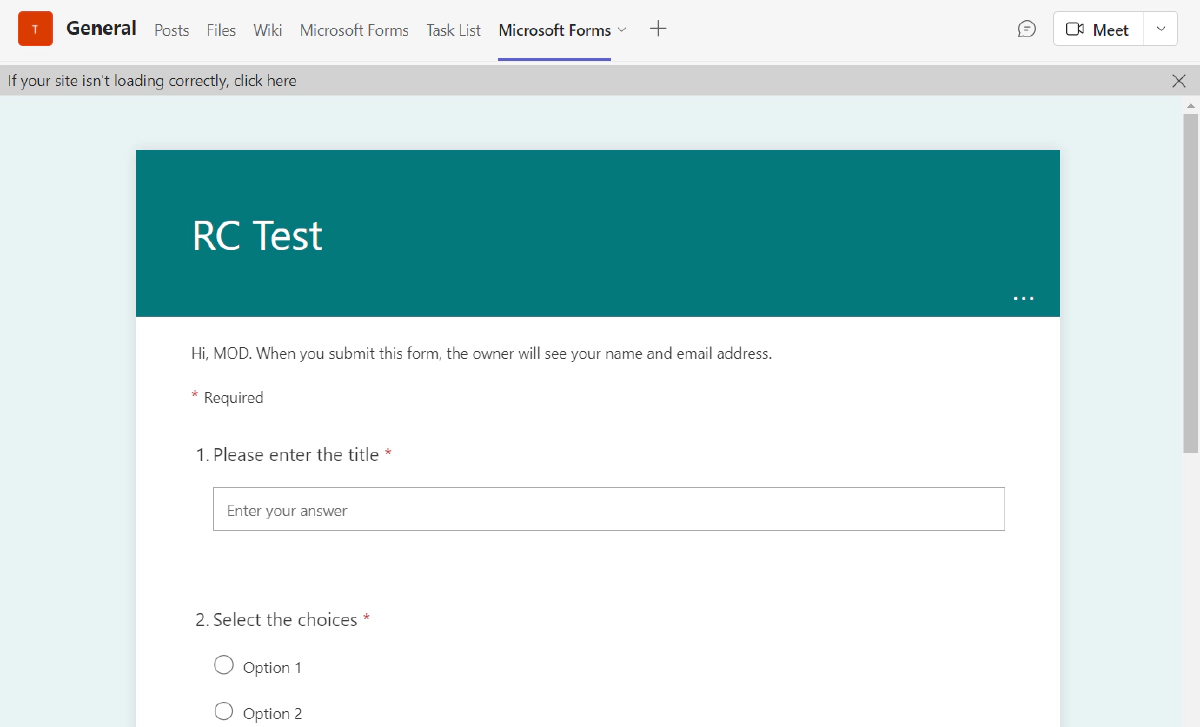 T General Posts Files Wiki Microsoft Forms Task List Microsoft Forms Meet
If your site isn't loading correctly, click here
RC Test
...
Hi, MOD. When you submit this form, the owner will see your name and email address.
* Required
1. Please enter the title *
Enter your answer
2. Select the choices *
Option 1
Option 2